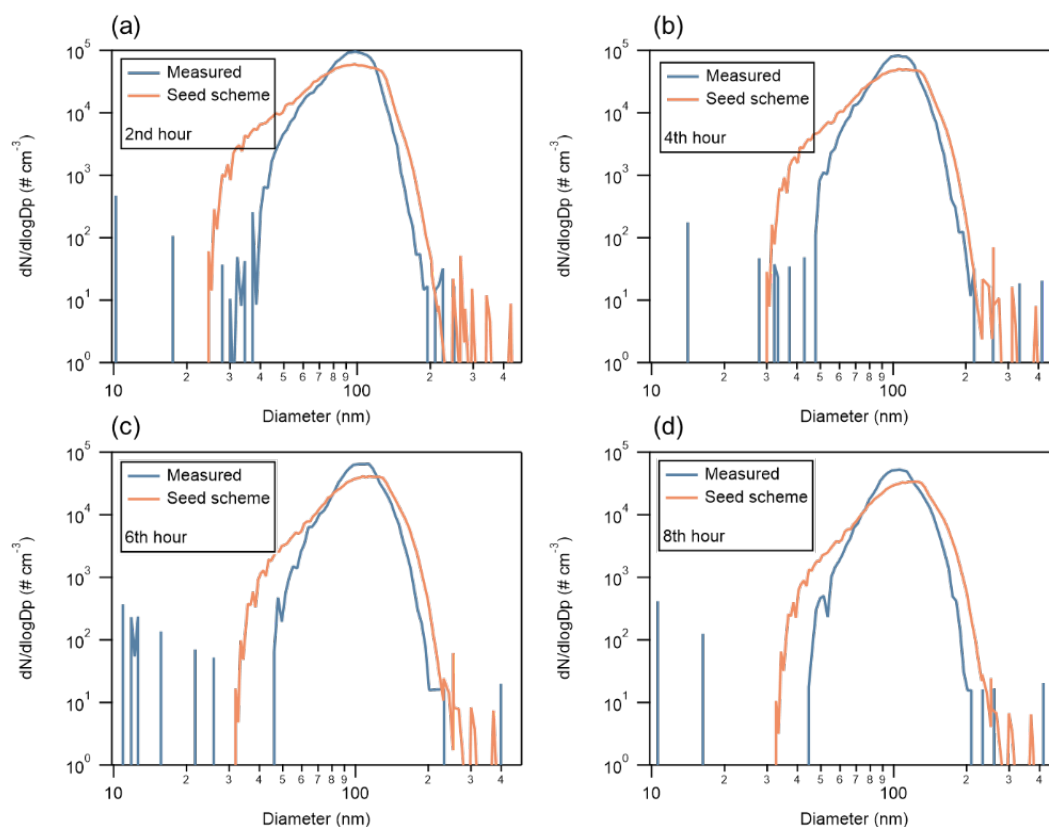 (a)
10⁵
10⁴
10³
10²
10¹
10⁰
dN/dlogDp (# cm⁻³)
Measured
Seed scheme
2nd hour
10 2 3 4 5 6 7 8 9 100 2 3 4
Diameter (nm)
(b)
10⁵
10⁴
10³
10²
10¹
10⁰
dN/dlogDp (# cm⁻³)
Measured
Seed scheme
4th hour
10 2 3 4 5 6 7 8 9 100 2 3 4
Diameter (nm)
(c)
10⁵
10⁴
10³
10²
10¹
10⁰
dN/dlogDp (# cm⁻³)
Measured
Seed scheme
6th hour
10 2 3 4 5 6 7 8 9 100 2 3 4
Diameter (nm)
(d)
10⁵
10⁴
10³
10²
10¹
10⁰
dN/dlogDp (# cm⁻³)
Measured
Seed scheme
8th hour
10 2 3 4 5 6 7 8 9 100 2 3 4
Diameter (nm)